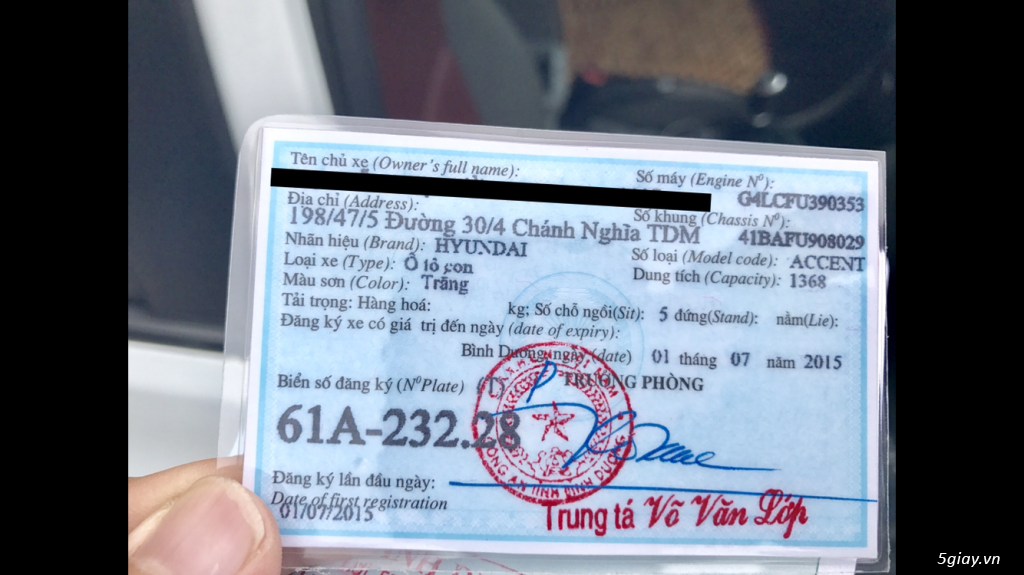 Tên chủ xe (Owner's full name):
Số máy (Engine Nº):
G4LCFU390353
Địa chỉ (Address):
Số khung (Chassis Nº):
198/47/5 Đường 30/4 Chánh Nghĩa TDM
41BAFU908029
Nhãn hiệu (Brand): HYUNDAI
Số loại (Model code): ACCENT
Loại xe (Type): Ô tô con
Dung tích (Capacity): 1368
Màu sơn (Color): Trắng
Tải trọng: Hàng hoá: kg; Số chỗ ngồi(Sit): 5 đứng(Stand): nằm(Lie):
Đăng ký xe có giá trị đến ngày (date of expiry):
Bình Dương,ngày (date) 01 tháng 07 năm 2015
Biển số đăng ký (NºPlate) (T) TRƯỞNG PHÒNG
61A-232.28
Đăng ký lần đầu ngày:
Date of first registration
01/07/2015
Trung tá Võ Văn Lớp
5giay.vn